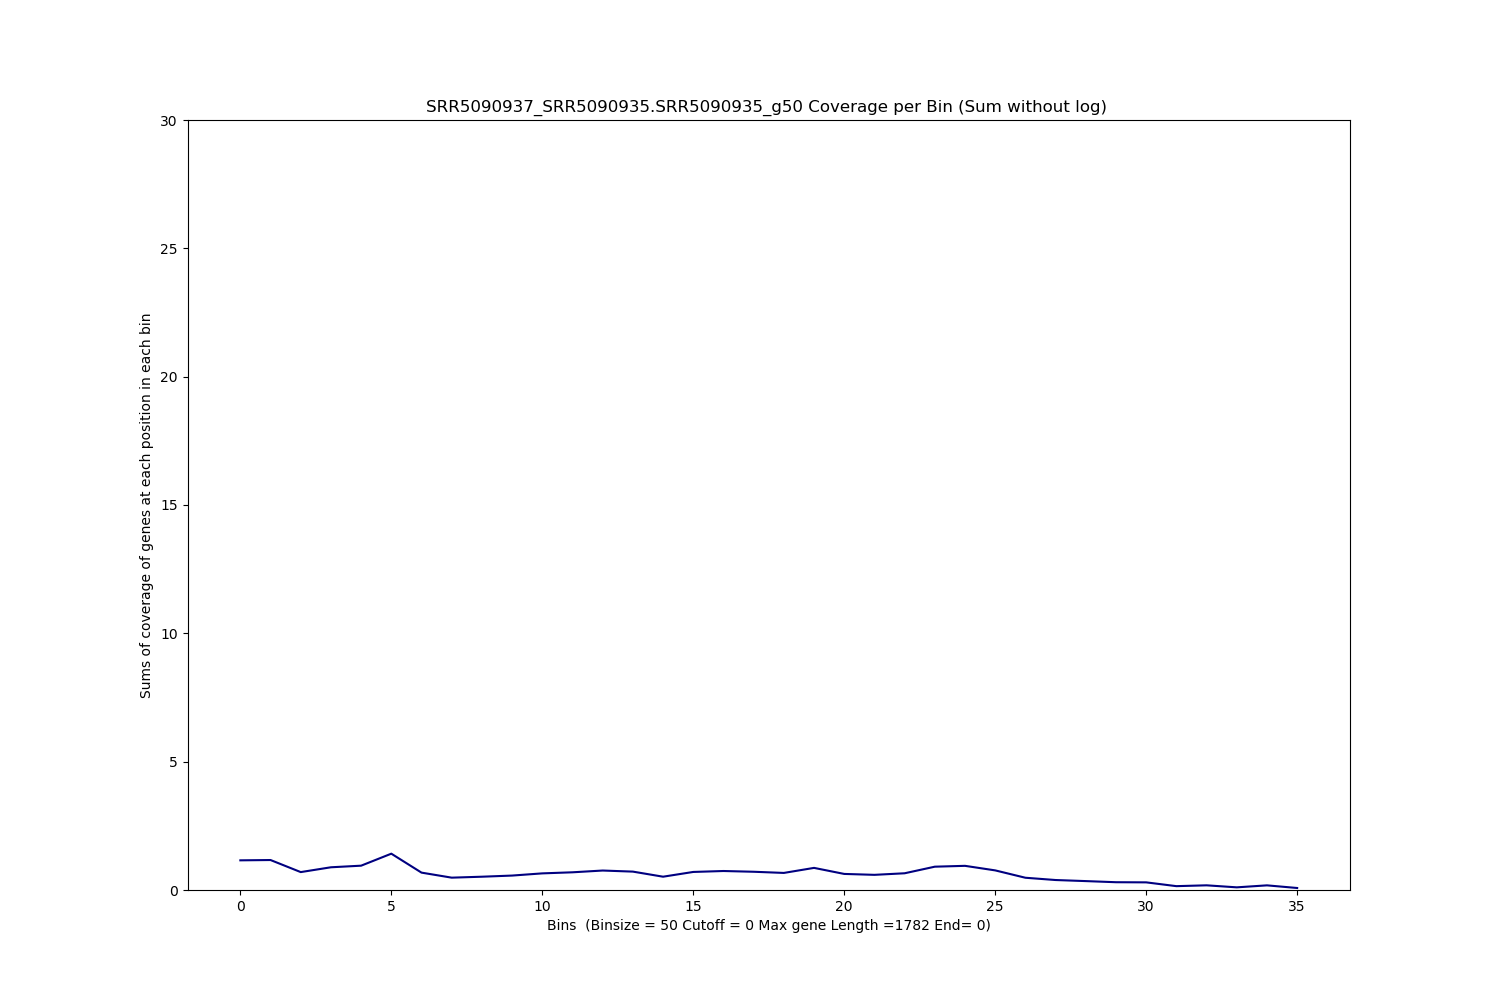 SRR5090937_SRR5090935.SRR5090935_g50 Coverage per Bin (Sum without log)
30
25
20
15
10
5
0
Sums of coverage of genes at each position in each bin
0 5 10 15 20 25 30 35
Bins  (Binsize = 50 Cutoff = 0 Max gene Length =1782 End= 0)